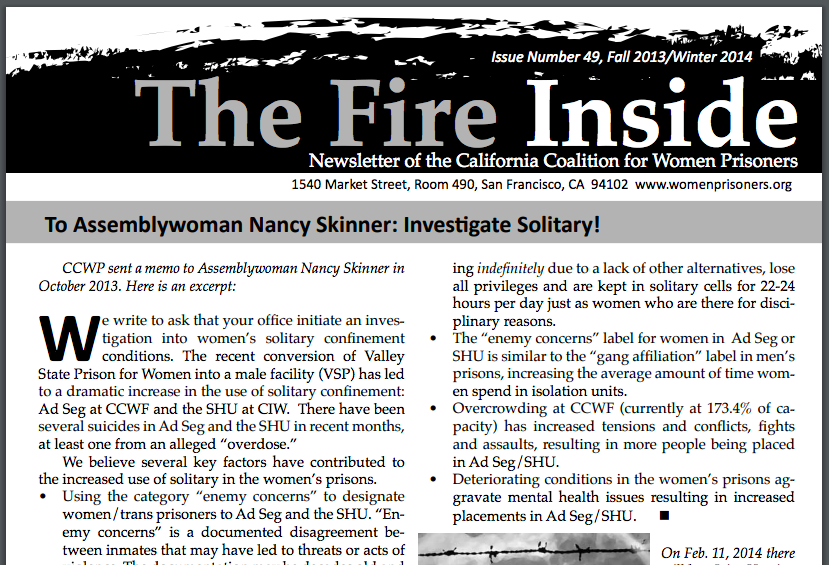 Issue Number 49, Fall 2013/Winter 2014
The Fire Inside
Newsletter of the California Coalition for Women Prisoners
1540 Market Street, Room 490, San Francisco, CA 94102 www.womenprisoners.org
To Assemblywoman Nancy Skinner: Investigate Solitary!
CCWP sent a memo to Assemblywoman Nancy Skinner in
October 2013. Here is an excerpt:
We write to ask that your office initiate an inves-
tigation into women's solitary confinement
conditions. The recent conversion of Valley
State Prison for Women into a male facility (VSP) has led
to a dramatic increase in the use of solitary confinement:
Ad Seg at CCWF and the SHU at CIW. There have been
several suicides in Ad Seg and the SHU in recent months,
at least one from an alleged "overdose."
We believe several key factors have contributed to
the increased use of solitary in the women's prisons.
• Using the category "enemy concerns" to designate
women/trans prisoners to Ad Seg and the SHU. "En-
emy concerns" is a documented disagreement be-
tween inmates that may have led to threats or acts of
ing indefinitely due to a lack of other alternatives, lose
all privileges and are kept in solitary cells for 22-24
hours per day just as women who are there for disci-
plinary reasons.
• The "enemy concerns" label for women in Ad Seg or
SHU is similar to the "gang affiliation" label in men's
prisons, increasing the average amount of time wom-
en spend in isolation units.
• Overcrowding at CCWF (currently at 173.4% of ca-
pacity) has increased tensions and conflicts, fights
and assaults, resulting in more people being placed
in Ad Seg/SHU.
• Deteriorating conditions in the women's prisons ag-
gravate mental health issues resulting in increased
placements in Ad Seg/SHU. ■
On Feb. 11, 2014 there